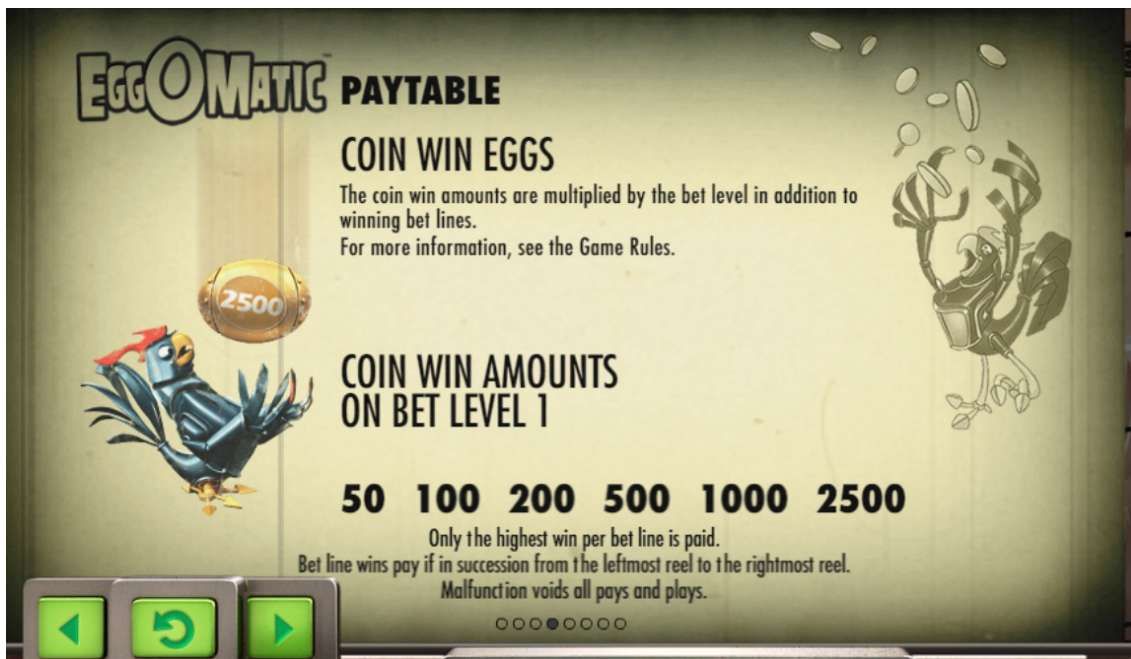 EggOMatic™ PAYTABLE
COIN WIN EGGS
The coin win amounts are multiplied by the bet level in addition to
winning bet lines.
For more information, see the Game Rules.
2500
COIN WIN AMOUNTS
ON BET LEVEL 1
50 100 200 500 1000 2500
Only the highest win per bet line is paid.
Bet line wins pay if in succession from the leftmost reel to the rightmost reel.
Malfunction voids all pays and plays.